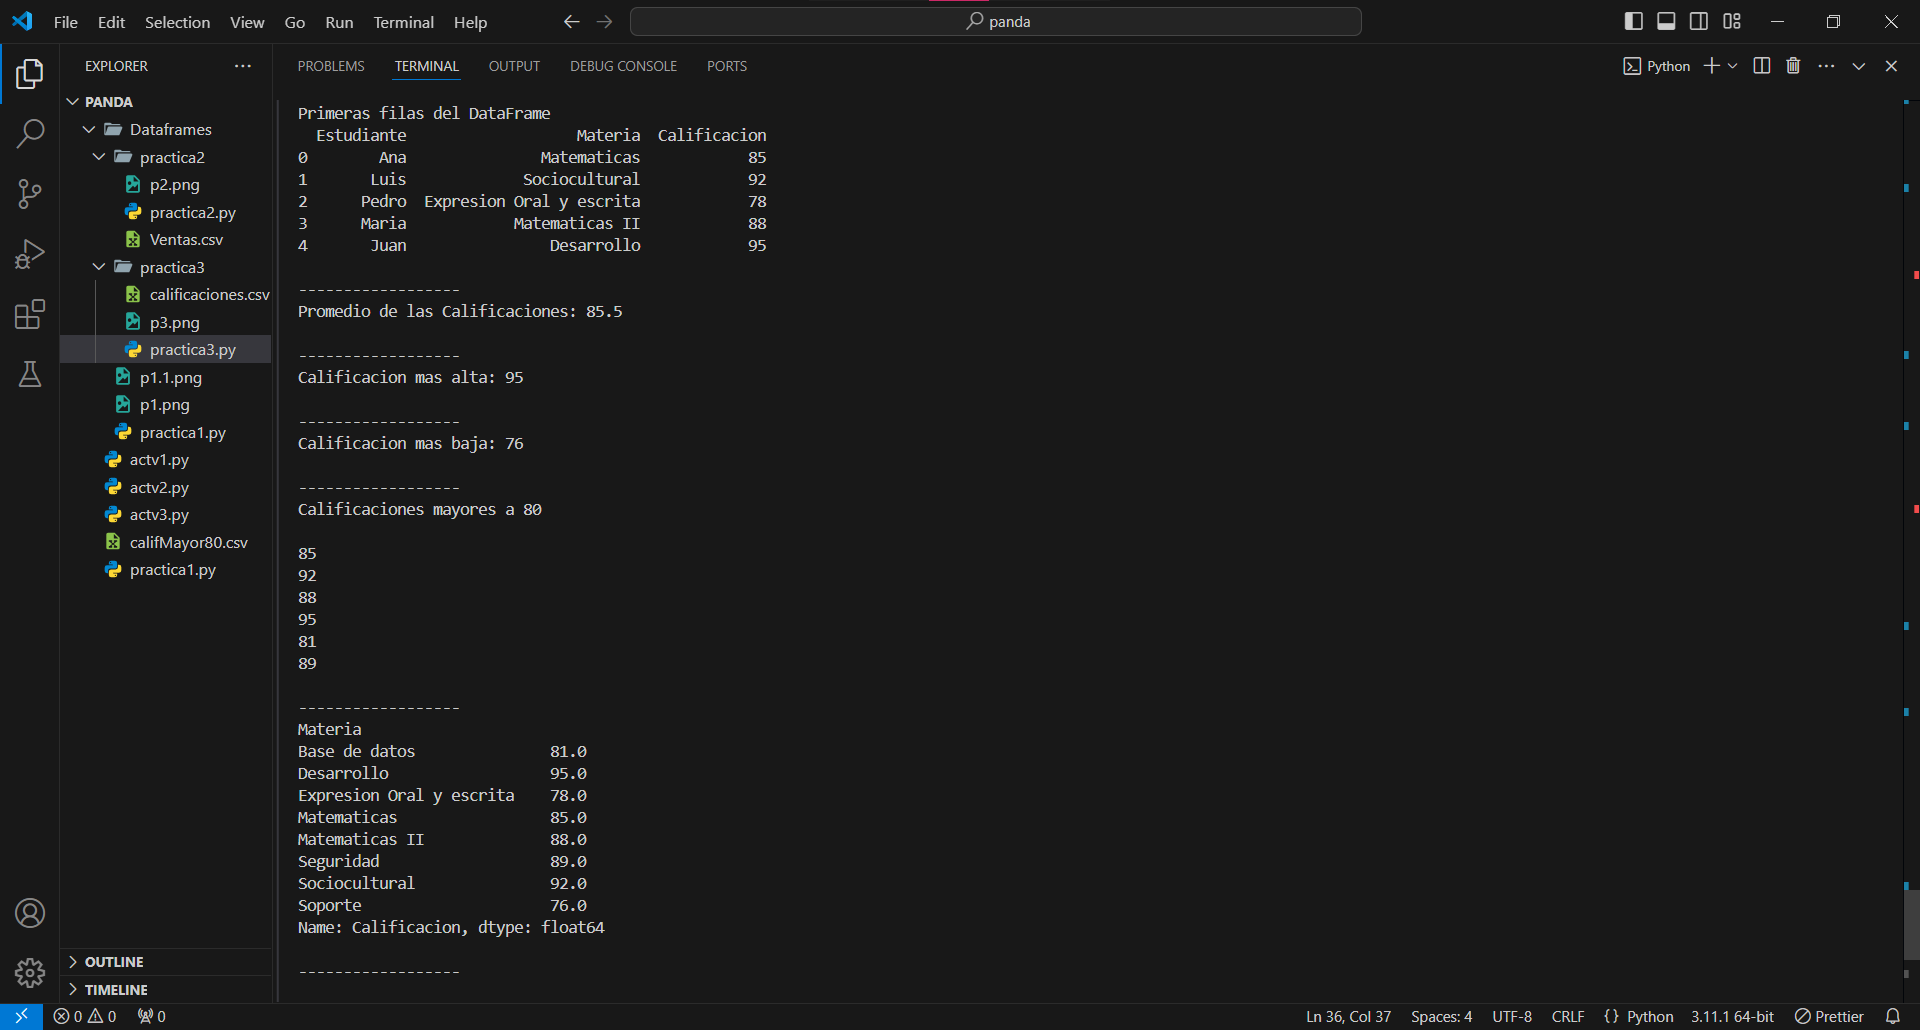 File Edit Selection View Go Run Terminal Help
panda
EXPLORER
PANDA
Dataframes
practica2
p2.png
practica2.py
Ventas.csv
practica3
calificaciones.csv
p3.png
practica3.py
p1.1.png
p1.png
practica1.py
actv1.py
actv2.py
actv3.py
califMayor80.csv
practica1.py
OUTLINE
TIMELINE
PROBLEMS TERMINAL OUTPUT DEBUG CONSOLE PORTS
Python
Primeras filas del DataFrame
Estudiante Materia Calificacion
0 Ana Matematicas 85
1 Luis Sociocultural 92
2 Pedro Expresion Oral y escrita 78
3 Maria Matematicas II 88
4 Juan Desarrollo 95
------------------
Promedio de las Calificaciones: 85.5
------------------
Calificacion mas alta: 95
------------------
Calificacion mas baja: 76
------------------
Calificaciones mayores a 80
85
92
88
95
81
89
------------------
Materia
Base de datos 81.0
Desarrollo 95.0
Expresion Oral y escrita 78.0
Matematicas 85.0
Matematicas II 88.0
Seguridad 89.0
Sociocultural 92.0
Soporte 76.0
Name: Calificacion, dtype: float64
------------------
0 0 0 Ln 36, Col 37 Spaces: 4 UTF-8 CRLF {} Python 3.11.1 64-bit Prettier